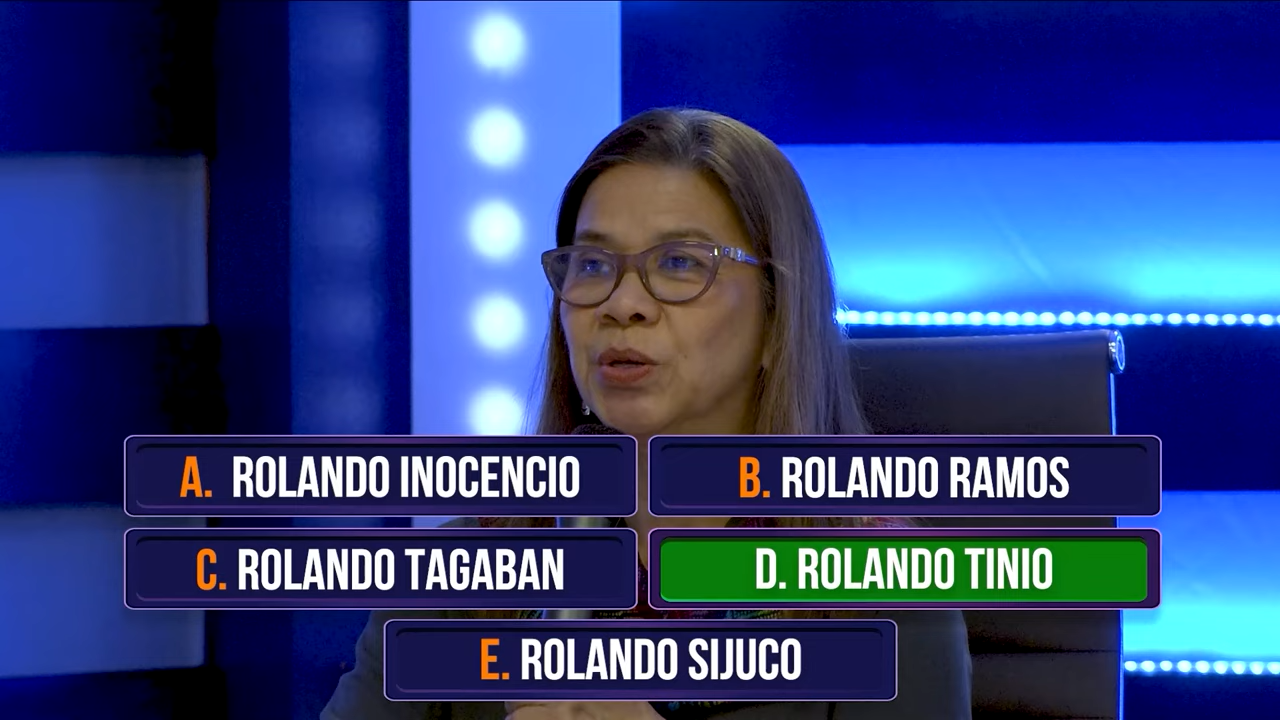 A. ROLANDO INOCENCIO
B. ROLANDO RAMOS
C. ROLANDO TAGABAN
D. ROLANDO TINIO
E. ROLANDO SIJUCO